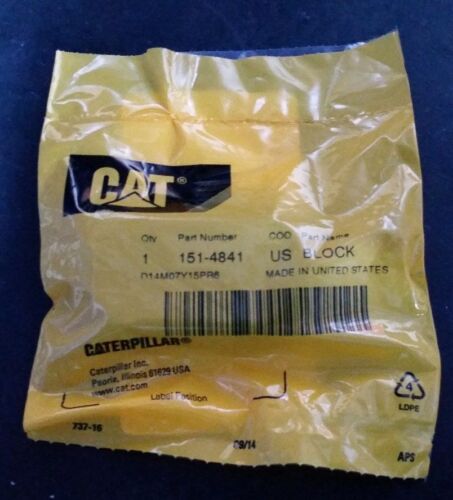 CAT®
Qty Part Number COO Part Name
1 151-4841 US BLOCK
D14M07Y15PR6 MADE IN UNITED STATES
CATERPILLAR®
Caterpillar Inc.
Peoria, Illinois 61629 USA
www.cat.com
Label Position
4
LDPE
737-16
09/14
APS